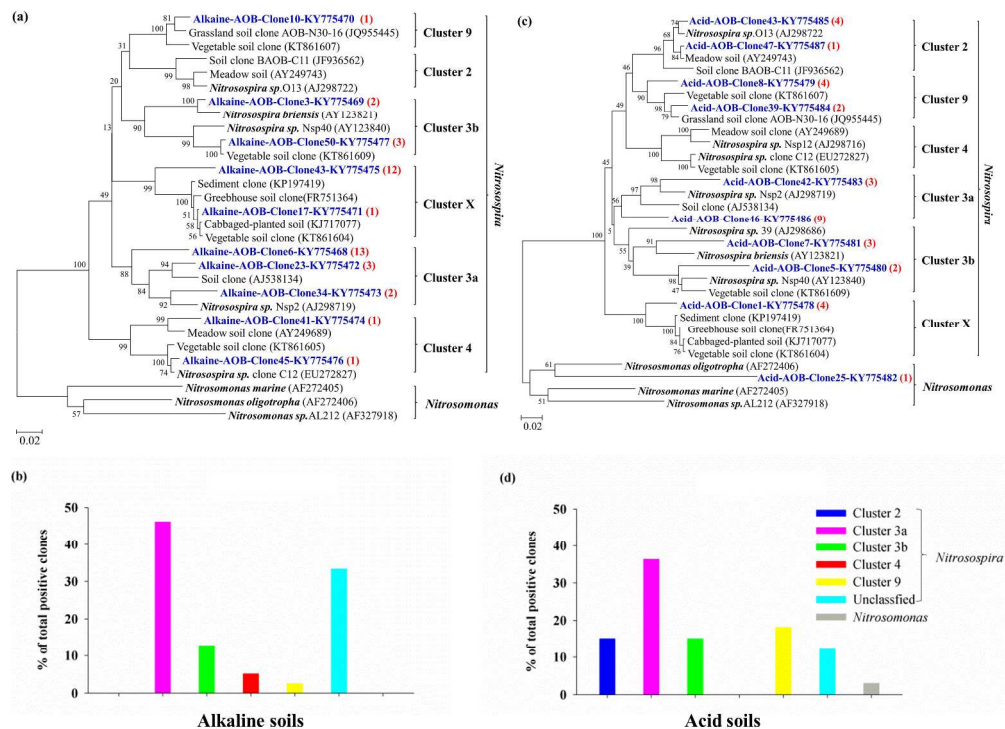 (a)
81
Alkaine-AOB-Clone10-KY775470 (1)
100
Grassland soil clone AOB-N30-16 (JQ955445)
Cluster 9
31
Vegetable soil clone (KT861607)
Soil clone BAOB-C11 (JF936562)
99
Meadow soil (AY249743)
Cluster 2
20
98
Nitrosospira sp.O13 (AJ298722)
100
Alkaine-AOB-Clone3-KY775469 (2)
Nitrosospira briensis (AY123821)
13
90
Nitrosospira sp. Nsp40 (AY123840)
Cluster 3b
100
Alkaine-AOB-Clone50-KY775477 (3)
100
Vegetable soil clone (KT861609)
Alkaine-AOB-Clone43-KY775475 (12)
99
Sediment clone (KP197419)
49
100
Greehouse soil clone (FR751364)
51
Alkaine-AOB-Clone17-KY775471 (1)
Cluster X
58
Cabbaged-planted soil (KJ717077)
56
Vegetable soil clone (KT861604)
Nitrosospira
Alkaine-AOB-Clone6-KY775468 (13)
88
94
Alkaine-AOB-Clone23-KY775472 (3)
100
Soil clone (AJ538134)
Cluster 3a
84
Alkaine-AOB-Clone34-KY775473 (2)
92
Nitrosospira sp. Nsp2 (AJ298719)
99
Alkaine-AOB-Clone41-KY775474 (1)
Meadow soil clone (AY249689)
99
Vegetable soil clone (KT861605)
Cluster 4
100
Alkaine-AOB-Clone45-KY775476 (1)
74
Nitrosospira sp. clone C12 (EU272827)
Nitrosomonas marine (AF272405)
Nitrososmonas oligotropha (AF272406)
Nitrosomonas
57
Nitrosomonas sp.AL212 (AF327918)
0.02
(c)
74
Acid-AOB-Clone43-KY775485 (4)
68
Nitrosospira sp.O13 (AJ298722)
96
Acid-AOB-Clone47-KY775487 (1)
Cluster 2
84
Meadow soil (AY249743)
46
Soil clone BAOB-C11 (JF936562)
Acid-AOB-Clone8-KY775479 (4)
90
Vegetable soil clone (KT861607)
Cluster 9
49
98
Acid-AOB-Clone39-KY775484 (2)
79
Grassland soil clone AOB-N30-16 (JQ955445)
Meadow soil clone (AY249689)
100
Nitrosospira sp. Nsp12 (AJ298716)
Cluster 4
100
Nitrosospira sp. clone C12 (EU272827)
100
Vegetable soil clone (KT861605)
45
98
Acid-AOB-Clone42-KY775483 (3)
97
Nitrosospira sp. Nsp2 (AJ298719)
Cluster 3a
Soil clone (AJ538134)
56
Acid-AOB-Clone46-KY775486 (9)
5
Nitrosospira sp. 39 (AJ298686)
100
55
91
Acid-AOB-Clone7-KY775481 (3)
Nitrosospira briensis (AY123821)
39
Acid-AOB-Clone5-KY775480 (2)
Cluster 3b
98
Nitrosospira sp. Nsp40 (AY123840)
47
Vegetable soil clone (KT861609)
Acid-AOB-Clone1-KY775478 (4)
100
Sediment clone (KP197419)
100
Greehouse soil clone(FR751364)
Cluster X
84
Cabbaged-planted soil (KJ717077)
76
Vegetable soil clone (KT861604)
Nitrosospira
Nitrososmonas oligotropha (AF272406)
61
Acid-AOB-Clone25-KY775482 (1)
Nitrosomonas marine (AF272405)
Nitrosomonas
51
Nitrosomonas sp.AL212 (AF327918)
0.02
(b)
% of total positive clones
50
40
30
20
10
0
Alkaline soils
(d)
% of total positive clones
50
40
30
20
10
0
Cluster 2
Cluster 3a
Cluster 3b
Cluster 4
Cluster 9
Unclassfied
Nitrosospira
Nitrosomonas
Acid soils